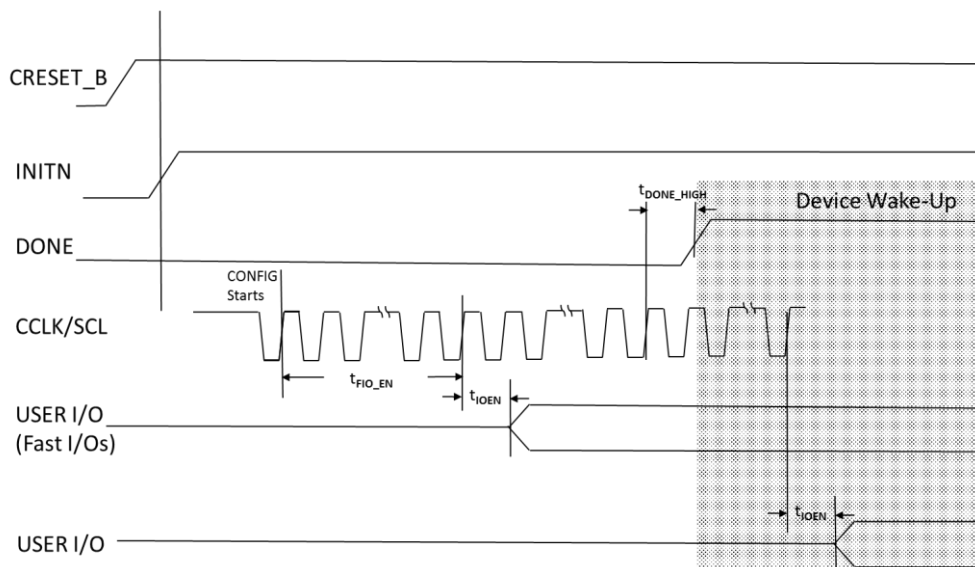 CRESET_B
INITN
tDONE_HIGH
Device Wake-Up
DONE
CONFIG
Starts
CCLK/SCL
tFIO_EN
tIOEN
USER I/O
(Fast I/Os)
tIOEN
USER I/O